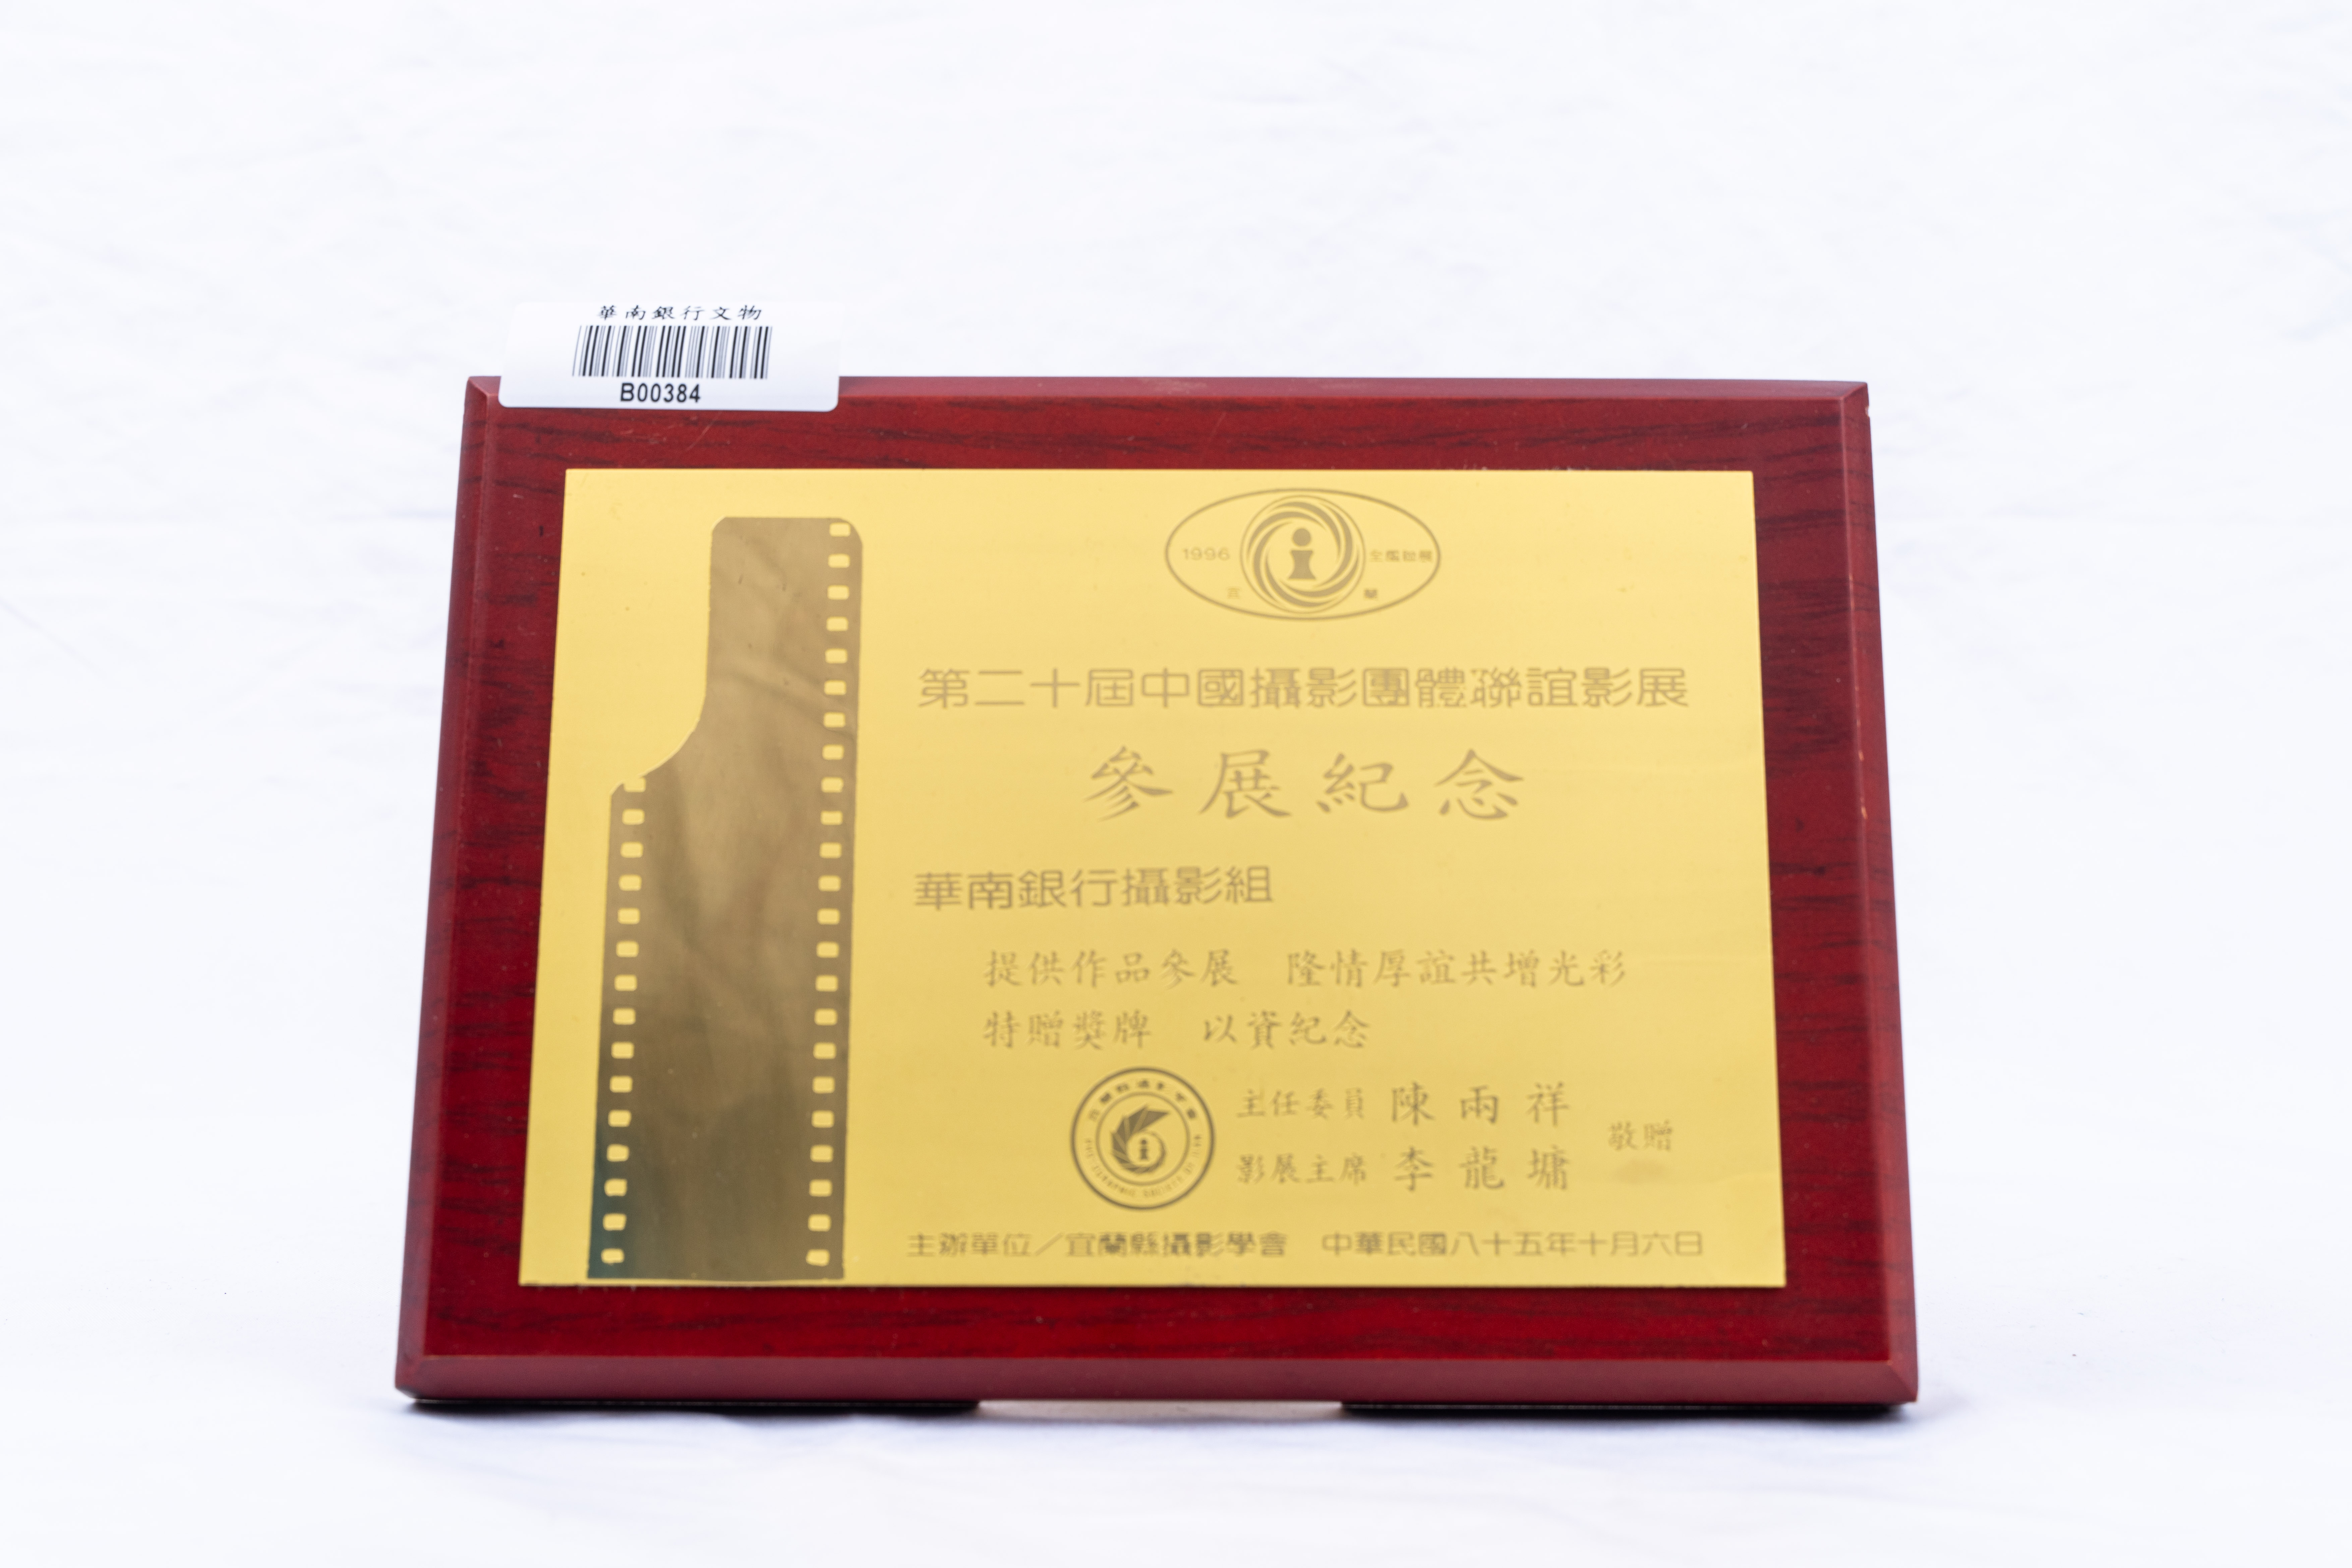 華南銀行文物
B00384
1996
宜 蘭
第二十屆中國攝影團體聯誼影展
參展紀念
華南銀行攝影組
提供作品參展 隆情厚誼共增光彩
特贈獎牌 以資紀念
主任委員 陳兩祥
影展主席 李龍墉
敬贈
主辦單位／宜蘭縣攝影學會 中華民國八十五年十月六日